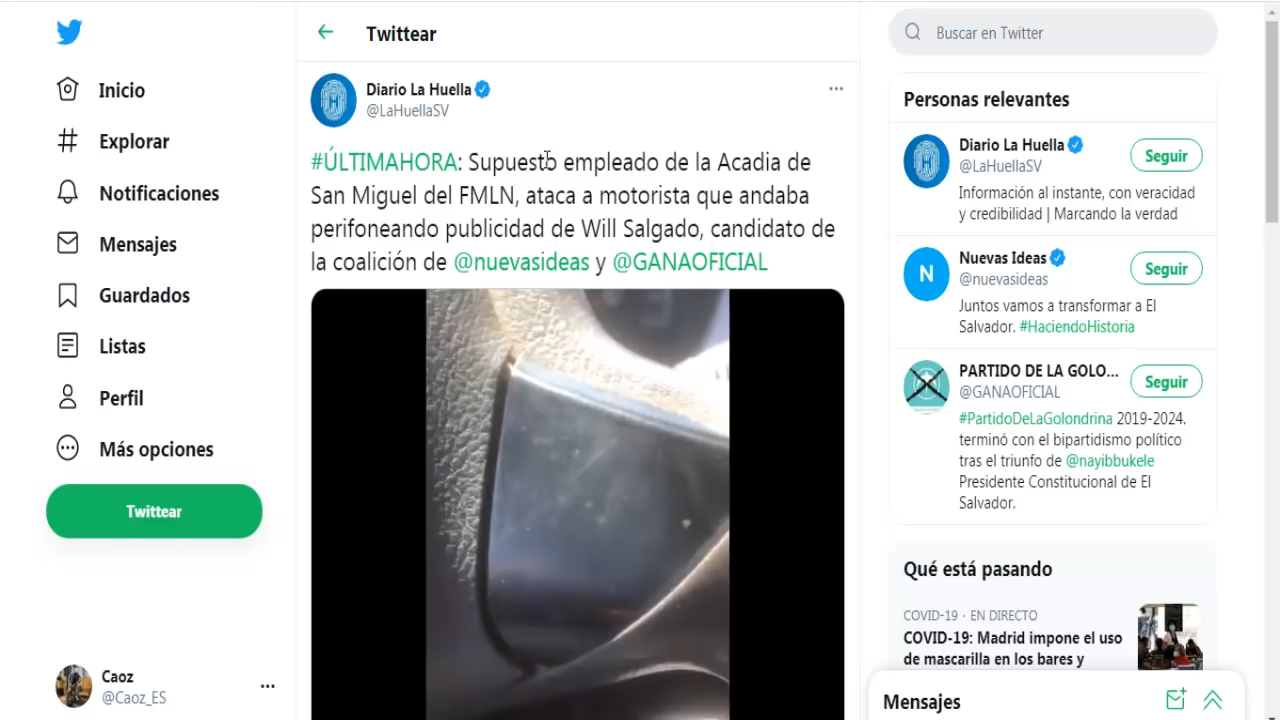 Inicio
Explorar
Notificaciones
Mensajes
Guardados
Listas
Perfil
Más opciones
Twittear
Caoz
@Caoz_ES
Twittear
Diario La Huella
@LaHuellaSV
#ÚLTIMAHORA: Supuesto empleado de la Acadia de
San Miguel del FMLN, ataca a motorista que andaba
perifoneando publicidad de Will Salgado, candidato de
la coalición de @nuevasideas y @GANAOFICIAL
Buscar en Twitter
Personas relevantes
Diario La Huella
@LaHuellaSV
Seguir
Información al instante, con veracidad
y credibilidad | Marcando la verdad
N
Nuevas Ideas
@nuevasideas
Seguir
Juntos vamos a transformar a El
Salvador. #HaciendoHistoria
PARTIDO DE LA GOLO...
@GANAOFICIAL
Seguir
#PartidoDeLaGolondrina 2019-2024.
terminó con el bipartidismo político
tras el triunfo de @nayibbukele
Presidente Constitucional de El
Salvador.
Qué está pasando
COVID-19 · EN DIRECTO
COVID-19: Madrid impone el uso
de mascarilla en los bares y
Mensajes